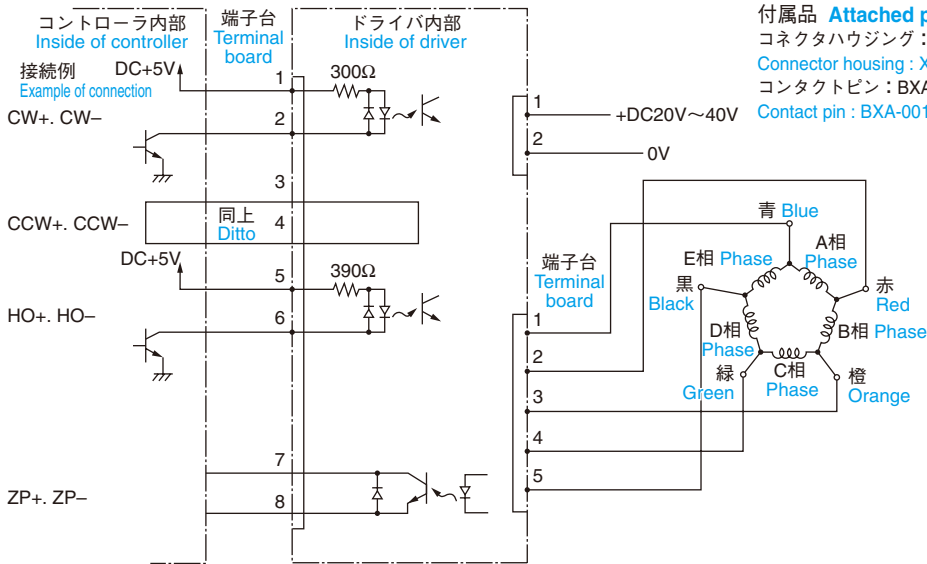 コントローラ内部
Inside of controller
端子台
Terminal
board
ドライバ内部
Inside of driver
付属品 Attached p
コネクタハウジング：
Connector housing : X
コンタクトピン：BXA
Contact pin : BXA-001
接続例
Example of connection
DC+5V
1
300Ω
CW+. CW–
2
1
+DC20V～40V
2
0V
3
CCW+. CCW–
同上
Ditto
4
DC+5V
5
390Ω
HO+. HO–
6
端子台
Terminal
board
1
2
3
4
5
青 Blue
A相
Phase
E相 Phase
黒
Black
赤
Red
D相
Phase
B相 Phase
緑
Green
C相
Phase
橙
Orange
7
ZP+. ZP–
8